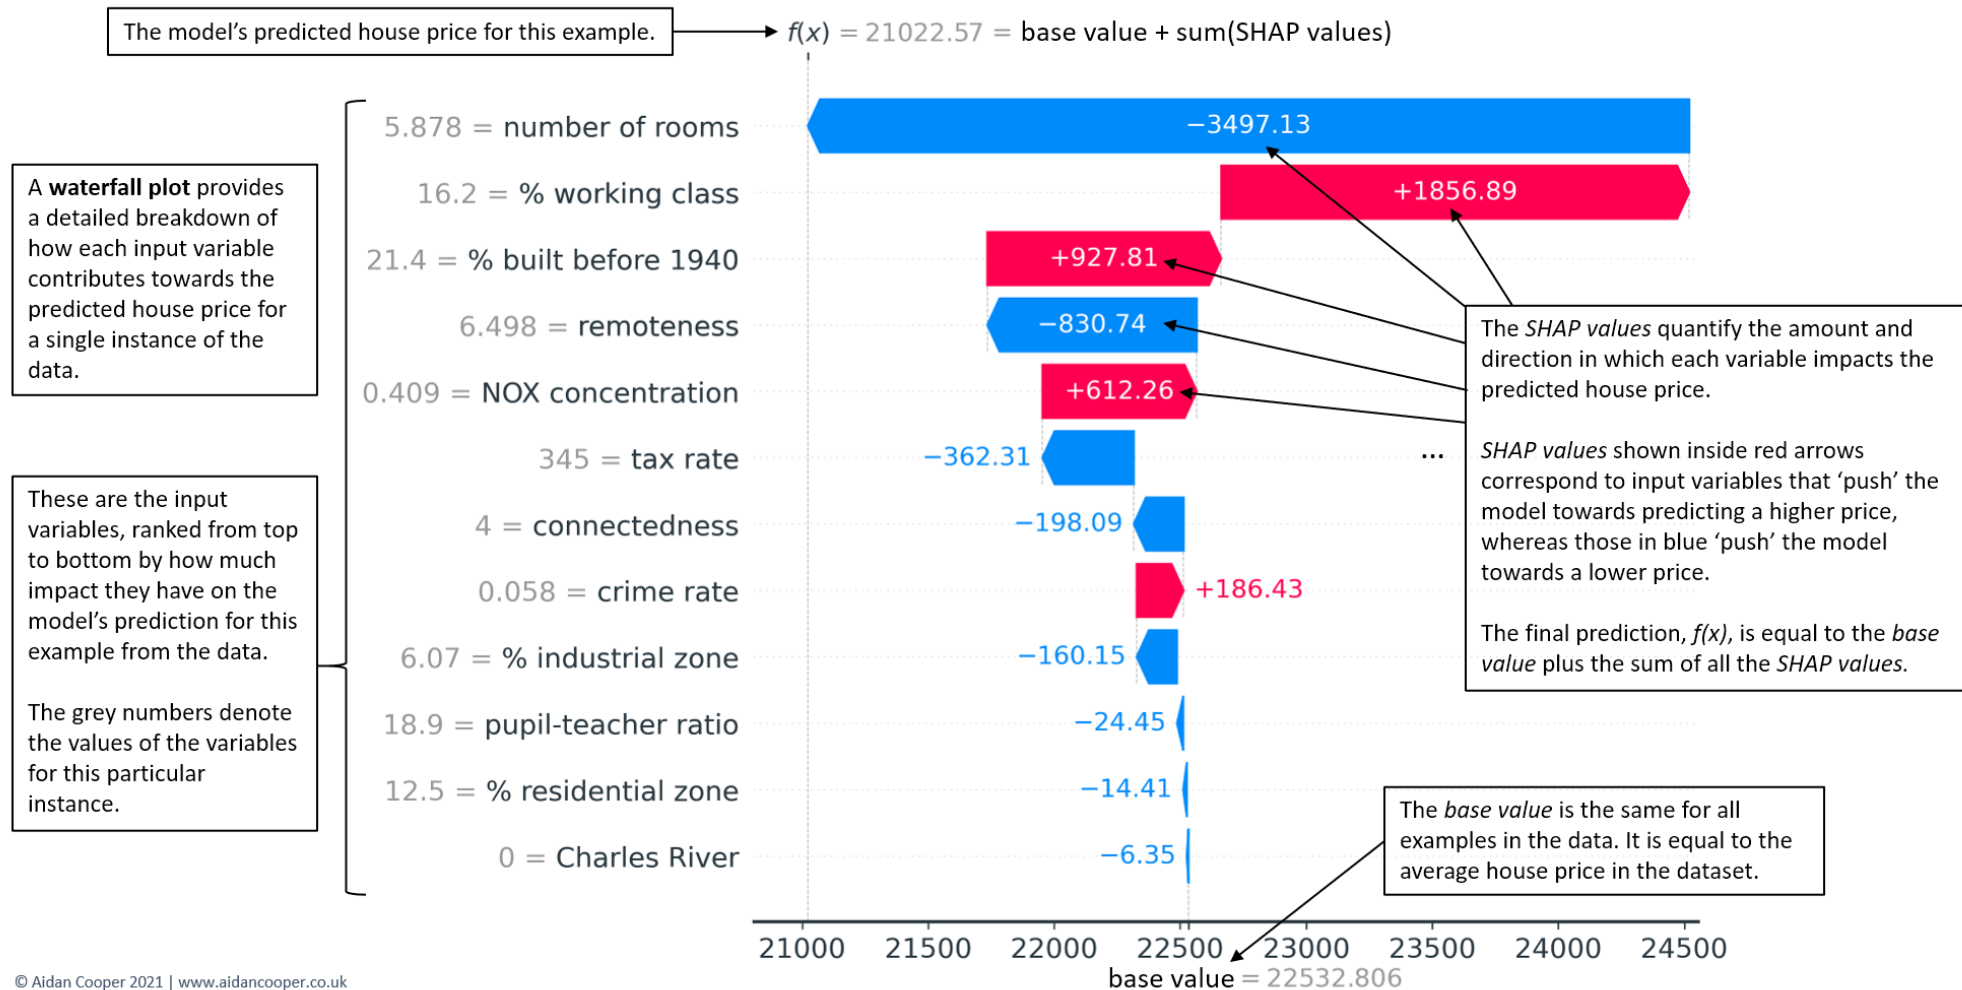 The model's predicted house price for this example.
f(x) = 21022.57 = base value + sum(SHAP values)
5.878 = number of rooms
−3497.13
16.2 = % working class
+1856.89
21.4 = % built before 1940
+927.81
6.498 = remoteness
−830.74
0.409 = NOX concentration
+612.26
345 = tax rate
−362.31
...
4 = connectedness
−198.09
0.058 = crime rate
+186.43
6.07 = % industrial zone
−160.15
18.9 = pupil-teacher ratio
−24.45
12.5 = % residential zone
−14.41
0 = Charles River
−6.35
A waterfall plot provides
a detailed breakdown of
how each input variable
contributes towards the
predicted house price for
a single instance of the
data.
These are the input
variables, ranked from top
to bottom by how much
impact they have on the
model's prediction for this
example from the data.
The grey numbers denote
the values of the variables
for this particular
instance.
The SHAP values quantify the amount and
direction in which each variable impacts the
predicted house price.
SHAP values shown inside red arrows
correspond to input variables that ‘push’ the
model towards predicting a higher price,
whereas those in blue ‘push’ the model
towards a lower price.
The final prediction, f(x), is equal to the base
value plus the sum of all the SHAP values.
The base value is the same for all
examples in the data. It is equal to the
average house price in the dataset.
21000 21500 22000 22500 23000 23500 24000 24500
base value = 22532.806
© Aidan Cooper 2021 | www.aidancooper.co.uk